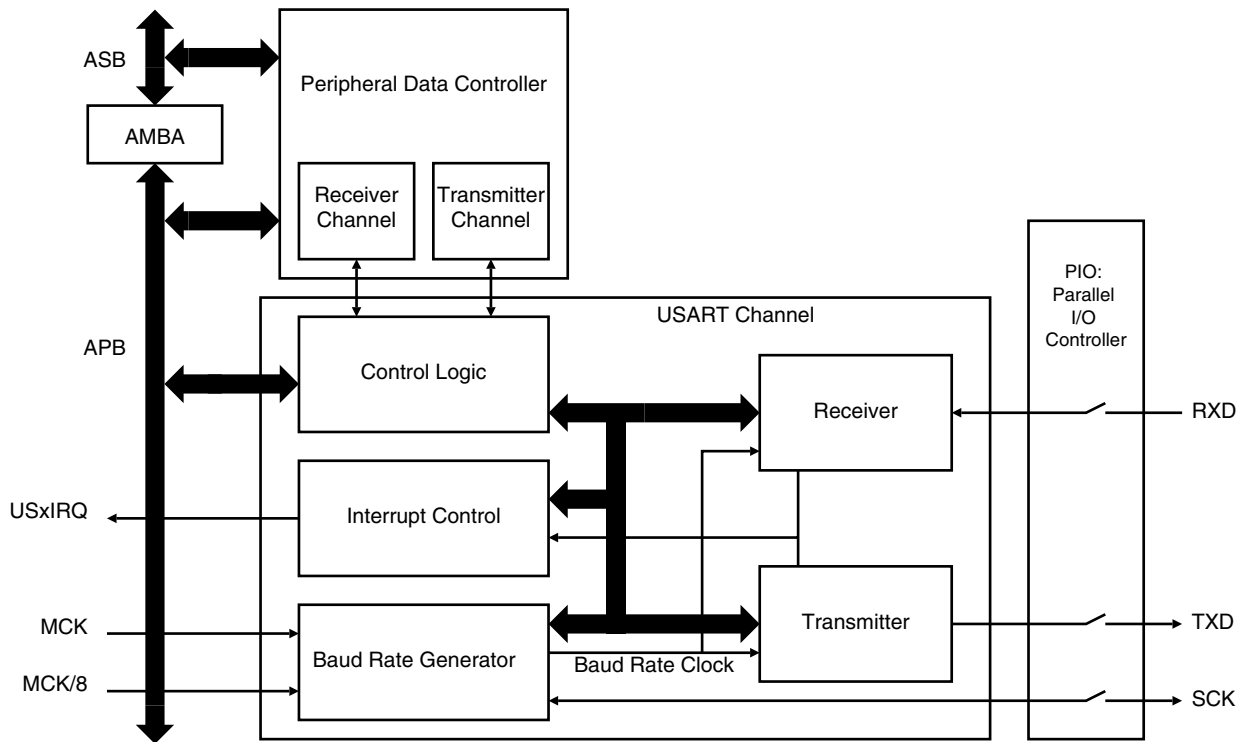 ASB
Peripheral Data Controller
AMBA
Receiver
Channel
Transmitter
Channel
PIO:
Parallel
I/O
Controller
USART Channel
APB
Control Logic
Receiver
RXD
USxIRQ
Interrupt Control
MCK
Baud Rate Generator
Baud Rate Clock
Transmitter
TXD
MCK/8
SCK